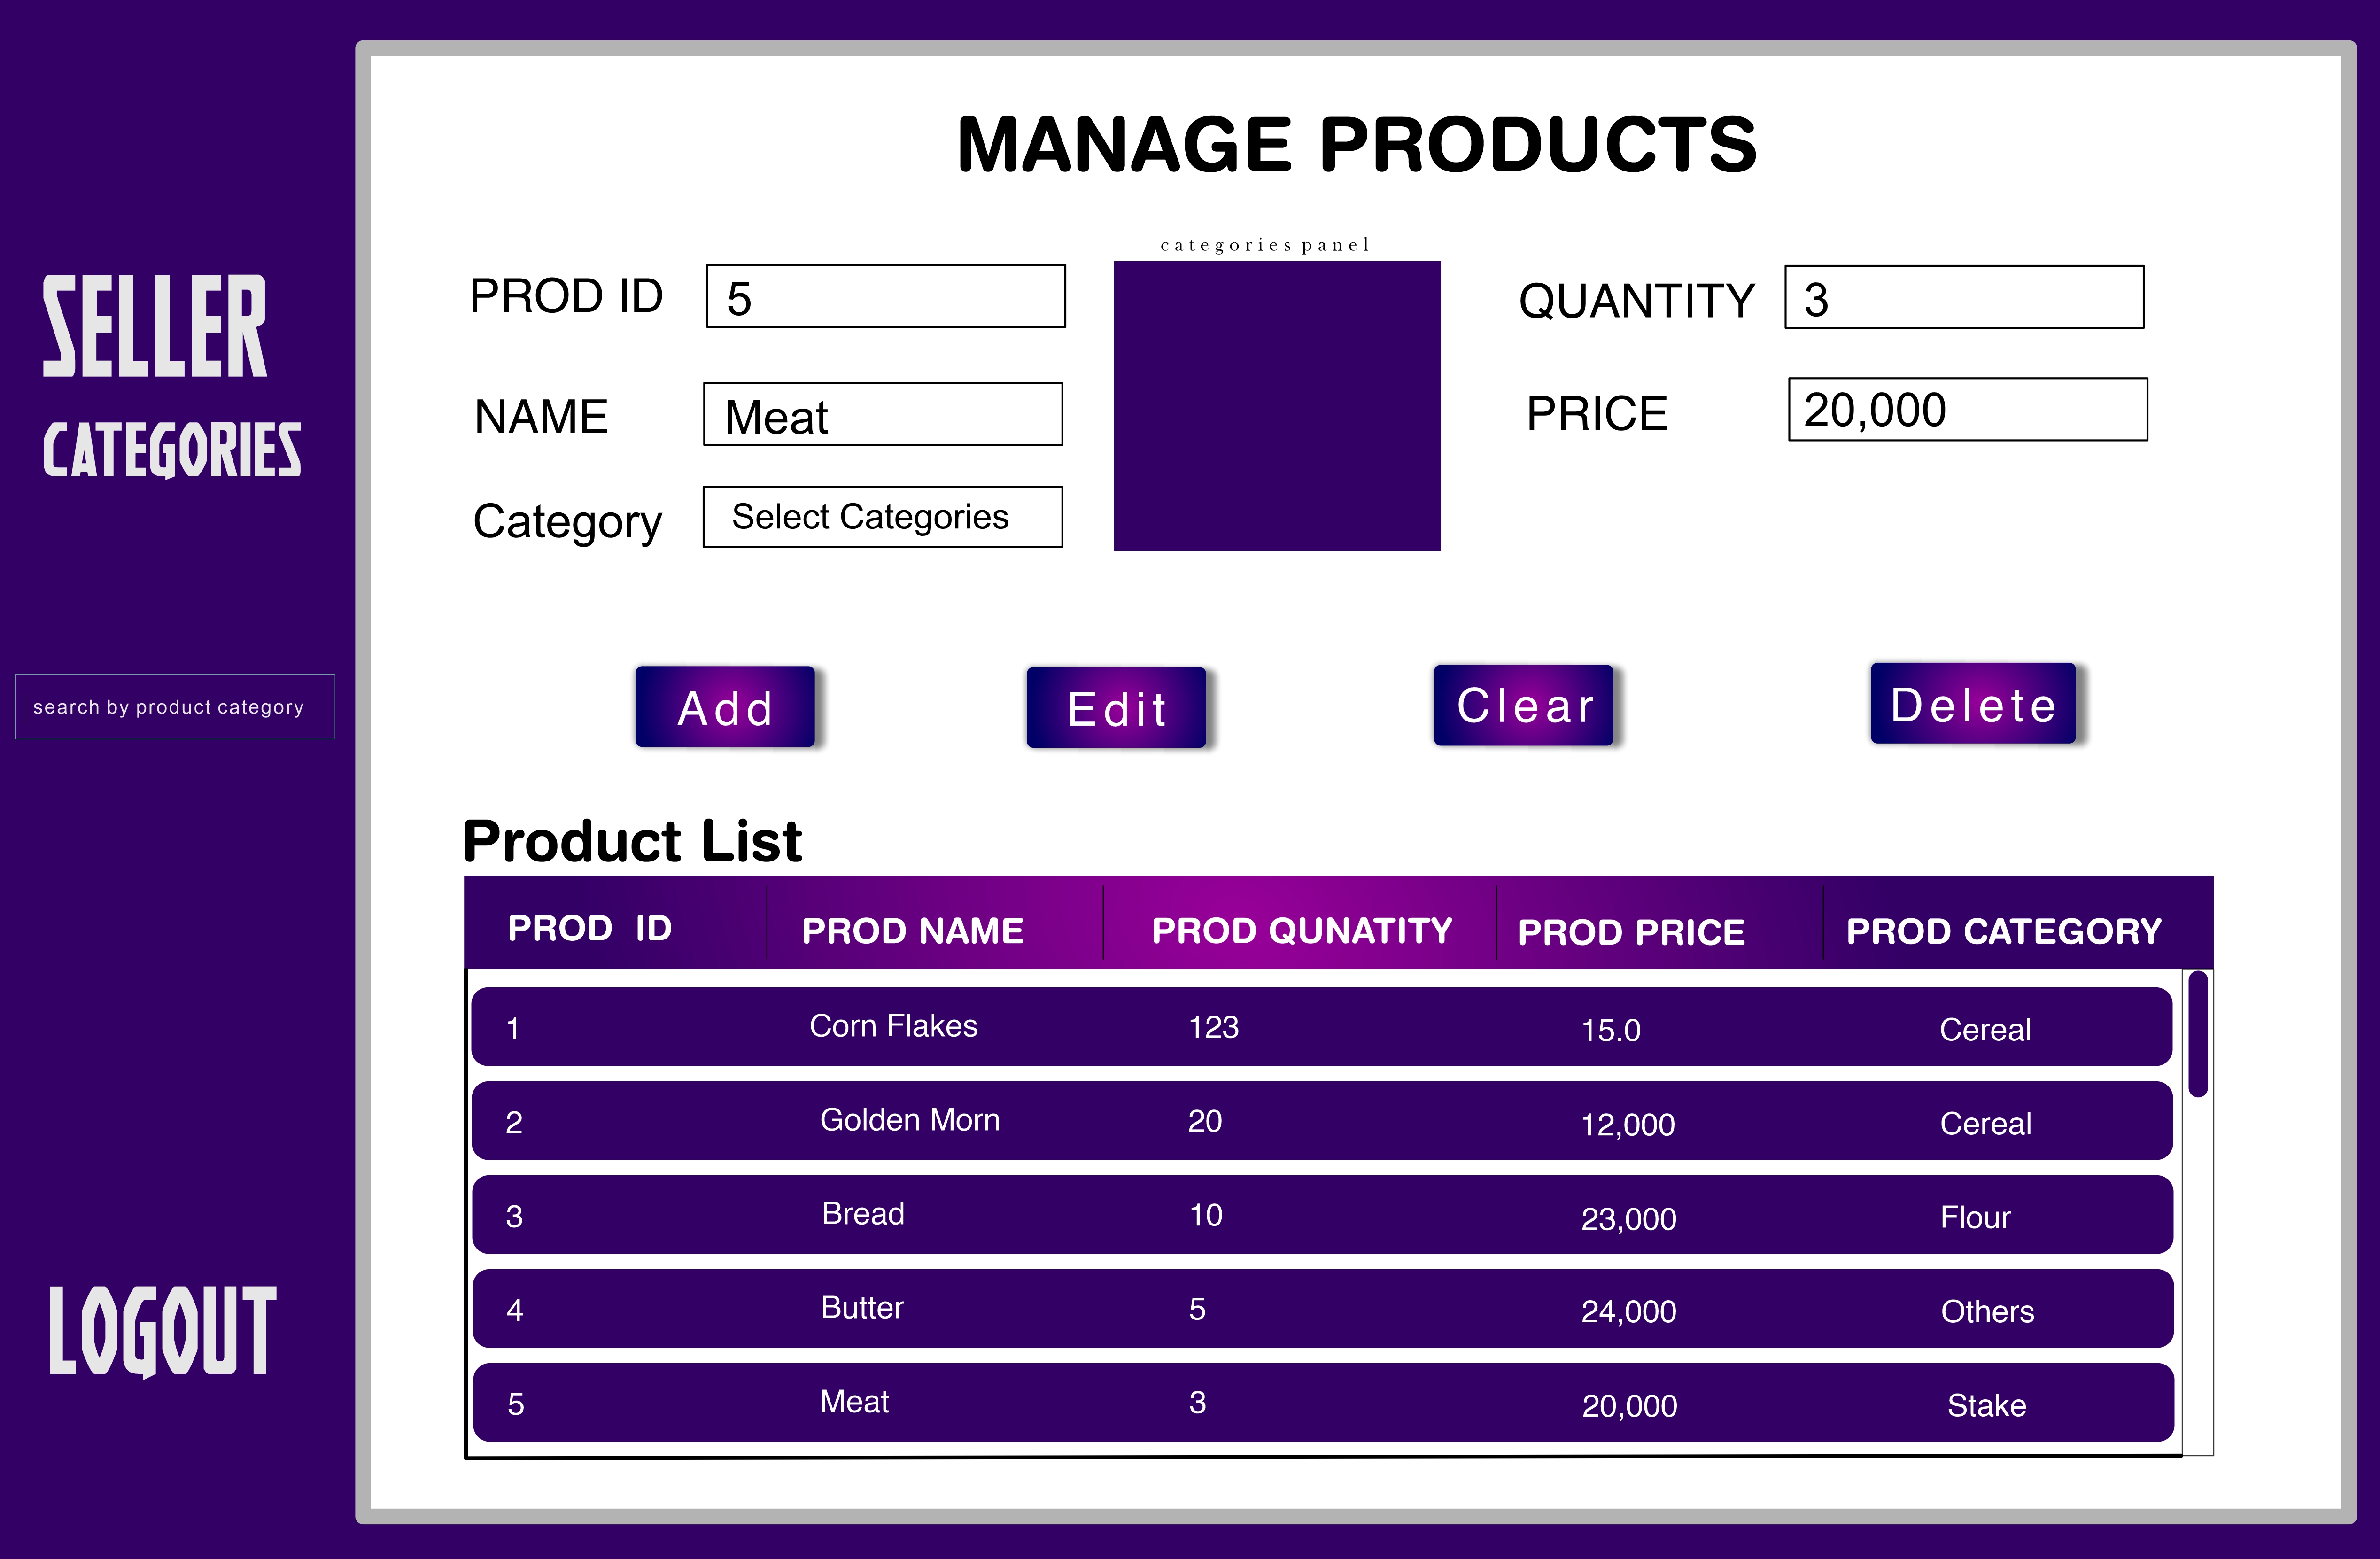 SELLER
CATEGORIES
search by product category
LOGOUT
MANAGE PRODUCTS
categories panel
PROD ID 5
QUANTITY 3
NAME Meat
PRICE 20,000
Category Select Categories
Add Edit Clear Delete
Product List
PROD ID PROD NAME PROD QUNATITY PROD PRICE PROD CATEGORY
1 Corn Flakes 123 15.0 Cereal
2 Golden Morn 20 12,000 Cereal
3 Bread 10 23,000 Flour
4 Butter 5 24,000 Others
5 Meat 3 20,000 Stake